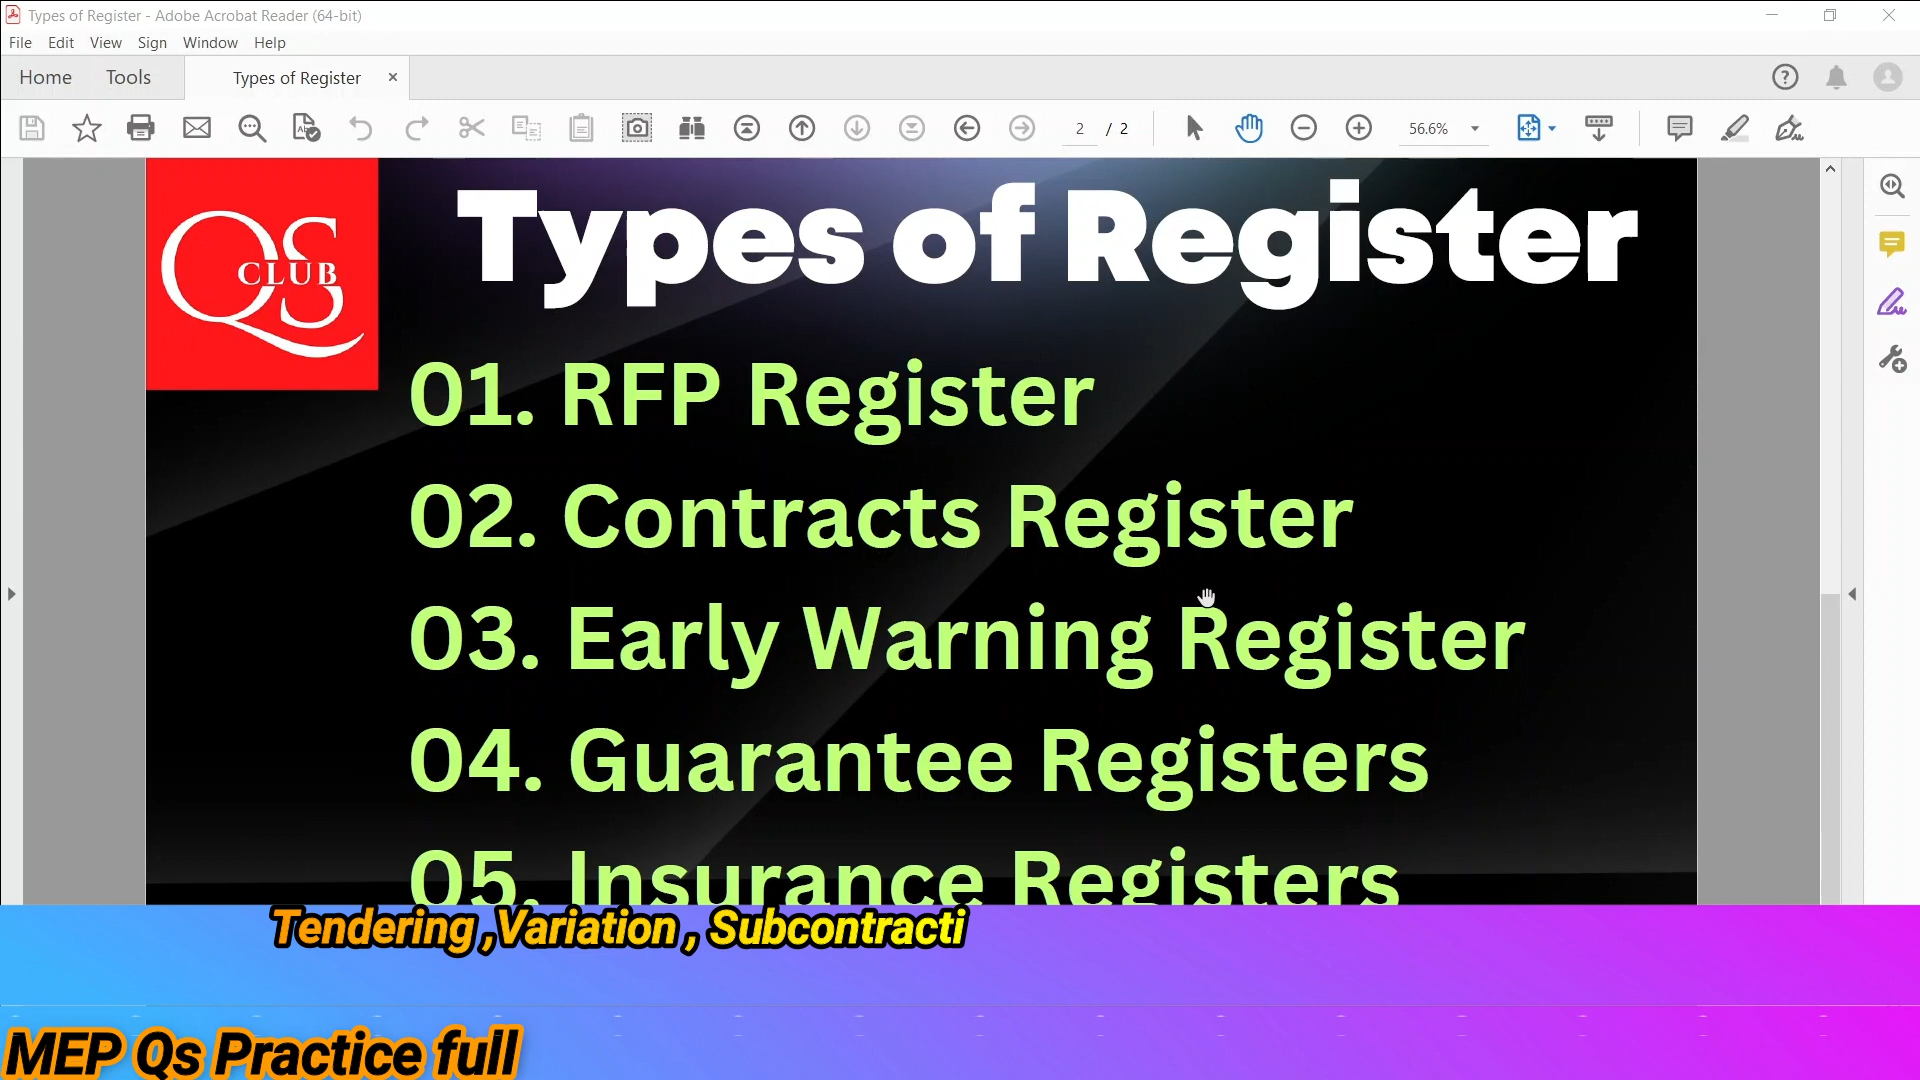 Types of Register - Adobe Acrobat Reader (64-bit)
File Edit View Sign Window Help
Home Tools Types of Register
2 / 2 56.6%
QS CLUB
Types of Register
01. RFP Register
02. Contracts Register
03. Early Warning Register
04. Guarantee Registers
05. Insurance Registers
Tendering ,Variation , Subcontracti
MEP Qs Practice full